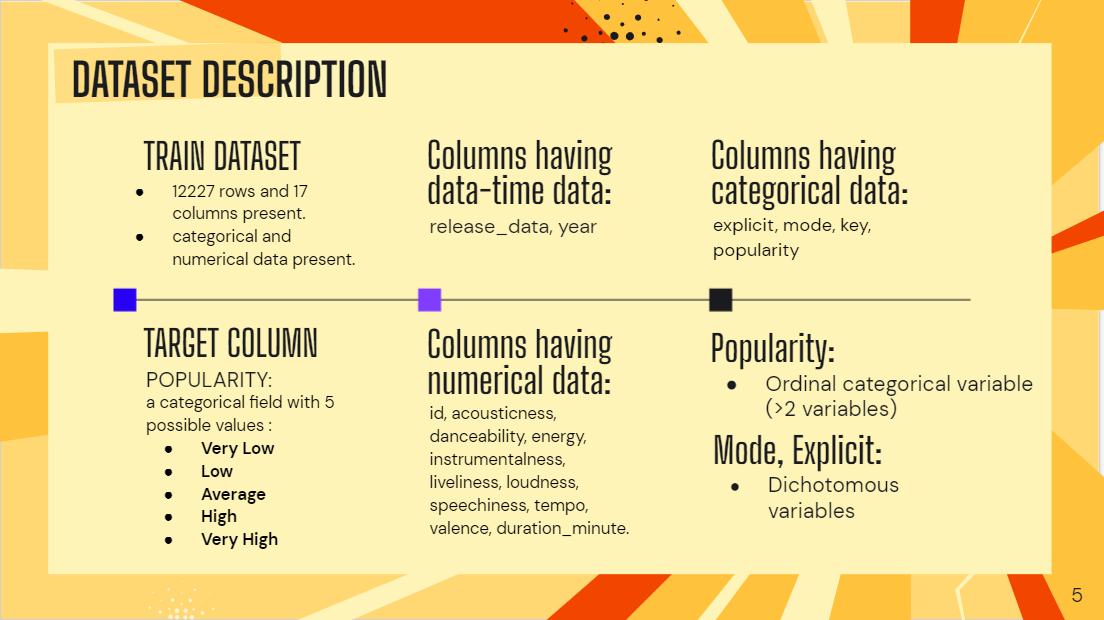 DATASET DESCRIPTION
TRAIN DATASET
● 12227 rows and 17
columns present.
● categorical and
numerical data present.
Columns having
data-time data:
release_data, year
Columns having
categorical data:
explicit, mode, key,
popularity
TARGET COLUMN
POPULARITY:
a categorical field with 5
possible values :
● Very Low
● Low
● Average
● High
● Very High
Columns having
numerical data:
id, acousticness,
danceability, energy,
instrumentalness,
liveliness, loudness,
speechiness, tempo,
valence, duration_minute.
Popularity:
● Ordinal categorical variable
(>2 variables)
Mode, Explicit:
● Dichotomous
variables
5